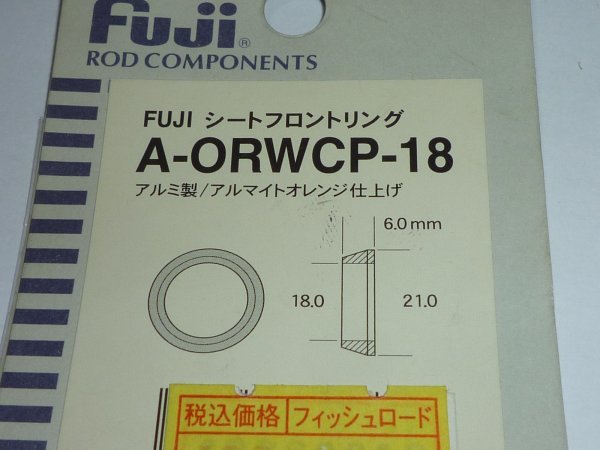 Fuji®
ROD COMPONENTS
FUJI シートフロントリング
A-ORWCP-18
アルミ製/アルマイトオレンジ仕上げ
6.0mm
18.0
21.0
税込価格 フィッシュロード